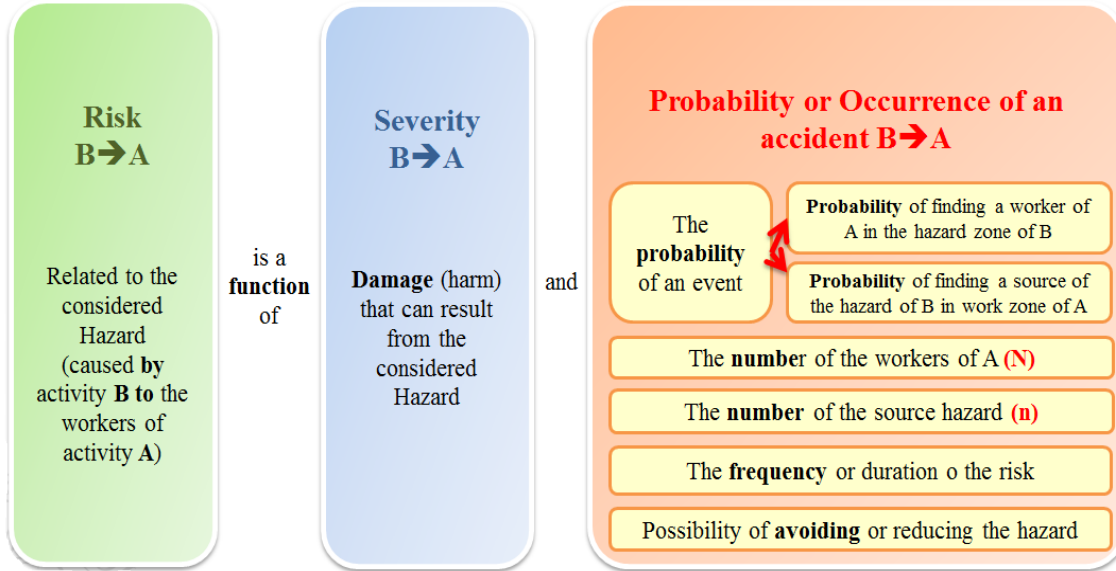 Risk
B➔A
Related to the
considered
Hazard
(caused by
activity B to the
workers of
activity A)
is a
function
of
Severity
B➔A
Damage (harm)
that can result
from the
considered
Hazard
and
Probability or Occurrence of an
accident B➔A
The
probability
of an event
Probability of finding a worker of
A in the hazard zone of B
Probability of finding a source of
the hazard of B in work zone of A
The number of the workers of A (N)
The number of the source hazard (n)
The frequency or duration o the risk
Possibility of avoiding or reducing the hazard